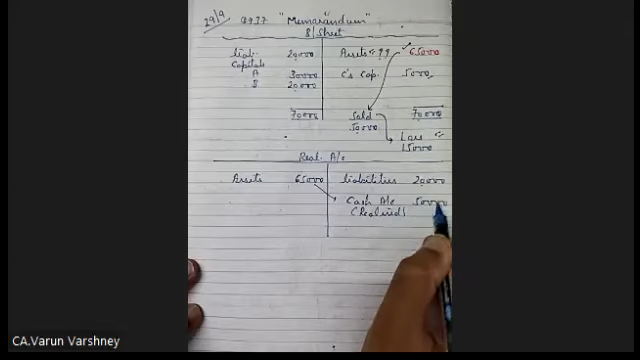 29/9 Q737 "Memorandum"
B/Sheet
Liab- 20000 Assets ∵ ?? ✓ 65000
Capitals C's Cap. 5000
A 30000
B 20000
70000 Sold 70000
50000
Loss ∵
15000
Real. A/c
Assets 65000 Liabilities 20000
Cash A/c 50000
(Realised)
CA.Varun Varshney